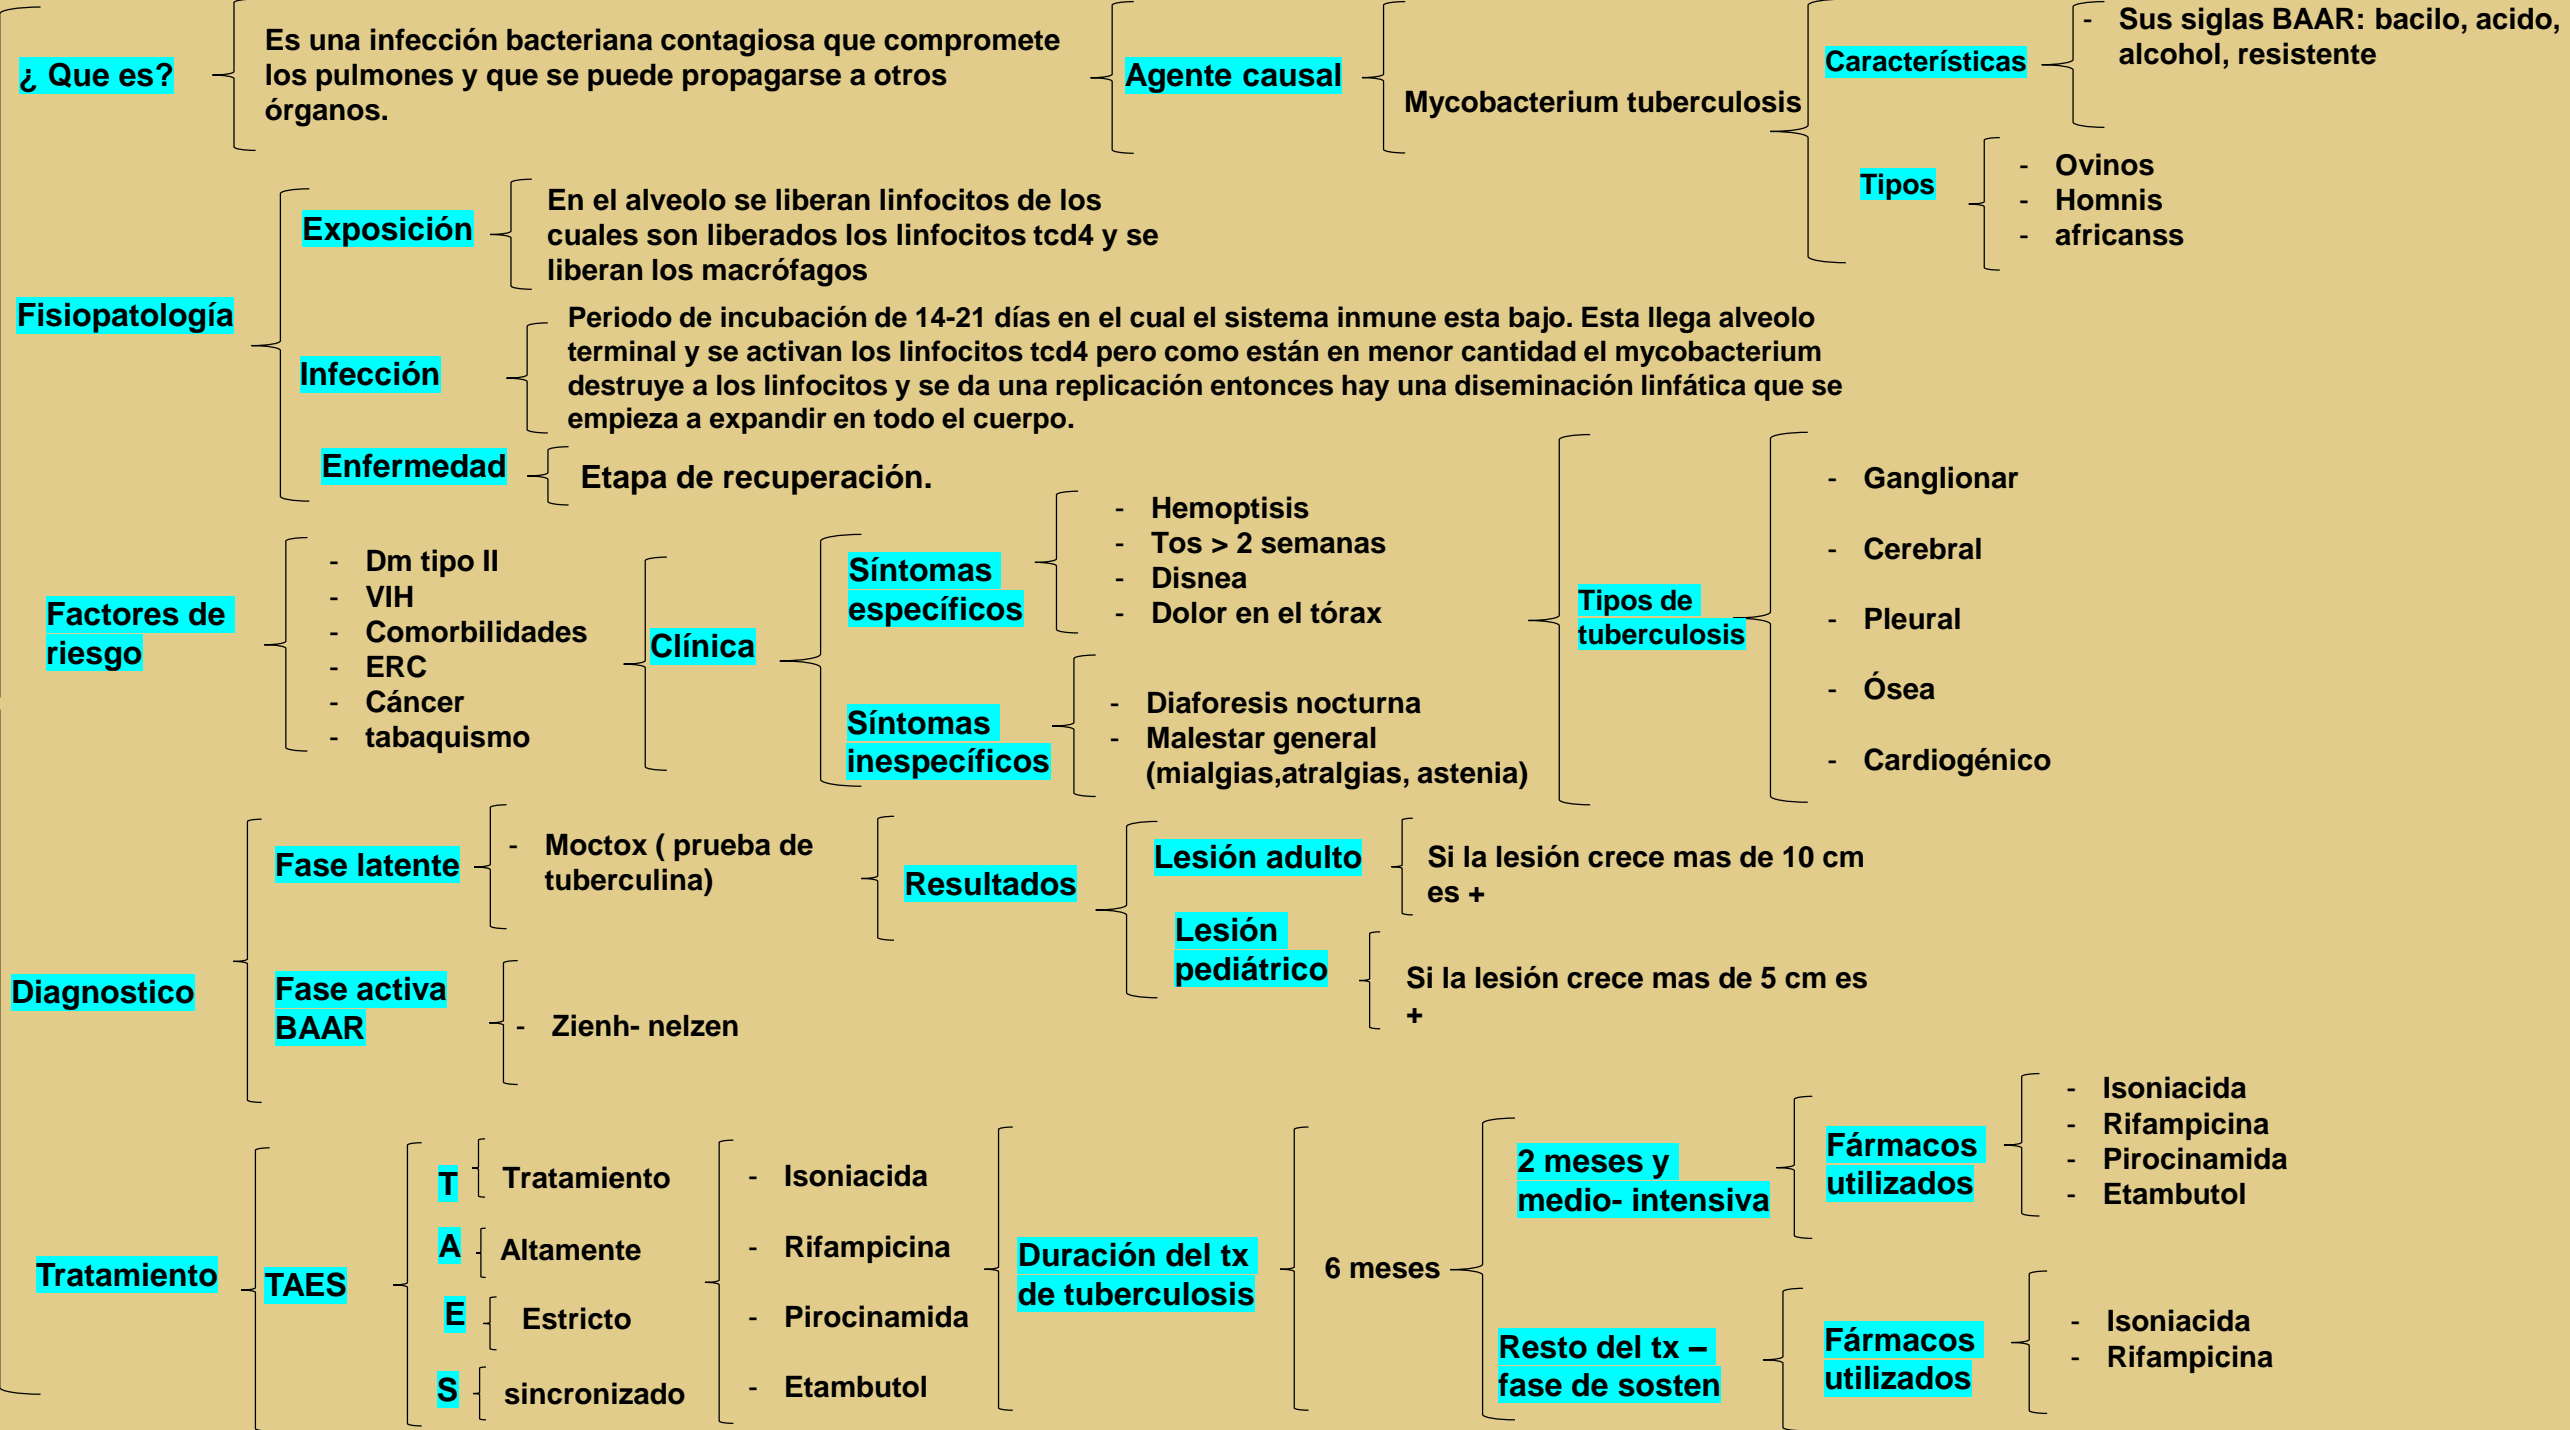 ¿ Que es?
Es una infección bacteriana contagiosa que compromete
los pulmones y que se puede propagarse a otros
órganos.
Agente causal
Mycobacterium tuberculosis
Características
- Sus siglas BAAR: bacilo, acido,
alcohol, resistente
Tipos
- Ovinos
- Homnis
- africanss
Fisiopatología
Exposición
En el alveolo se liberan linfocitos de los
cuales son liberados los linfocitos tcd4 y se
liberan los macrófagos
Infección
Periodo de incubación de 14-21 días en el cual el sistema inmune esta bajo. Esta llega alveolo
terminal y se activan los linfocitos tcd4 pero como están en menor cantidad el mycobacterium
destruye a los linfocitos y se da una replicación entonces hay una diseminación linfática que se
empieza a expandir en todo el cuerpo.
Enfermedad
Etapa de recuperación.
Factores de
riesgo
- Dm tipo II
- VIH
- Comorbilidades
- ERC
- Cáncer
- tabaquismo
Clínica
Síntomas
específicos
- Hemoptisis
- Tos > 2 semanas
- Disnea
- Dolor en el tórax
Síntomas
inespecíficos
- Diaforesis nocturna
- Malestar general
(mialgias,atralgias, astenia)
Tipos de
tuberculosis
- Ganglionar
- Cerebral
- Pleural
- Ósea
- Cardiogénico
Diagnostico
Fase latente
- Moctox ( prueba de
tuberculina)
Resultados
Lesión adulto
Si la lesión crece mas de 10 cm
es +
Lesión
pediátrico
Si la lesión crece mas de 5 cm es
+
Fase activa
BAAR
- Zienh- nelzen
Tratamiento
TAES
T
Tratamiento
A
Altamente
E
Estricto
S
sincronizado
- Isoniacida
- Rifampicina
- Pirocinamida
- Etambutol
Duración del tx
de tuberculosis
6 meses
2 meses y
medio- intensiva
Fármacos
utilizados
- Isoniacida
- Rifampicina
- Pirocinamida
- Etambutol
Resto del tx –
fase de sosten
Fármacos
utilizados
- Isoniacida
- Rifampicina